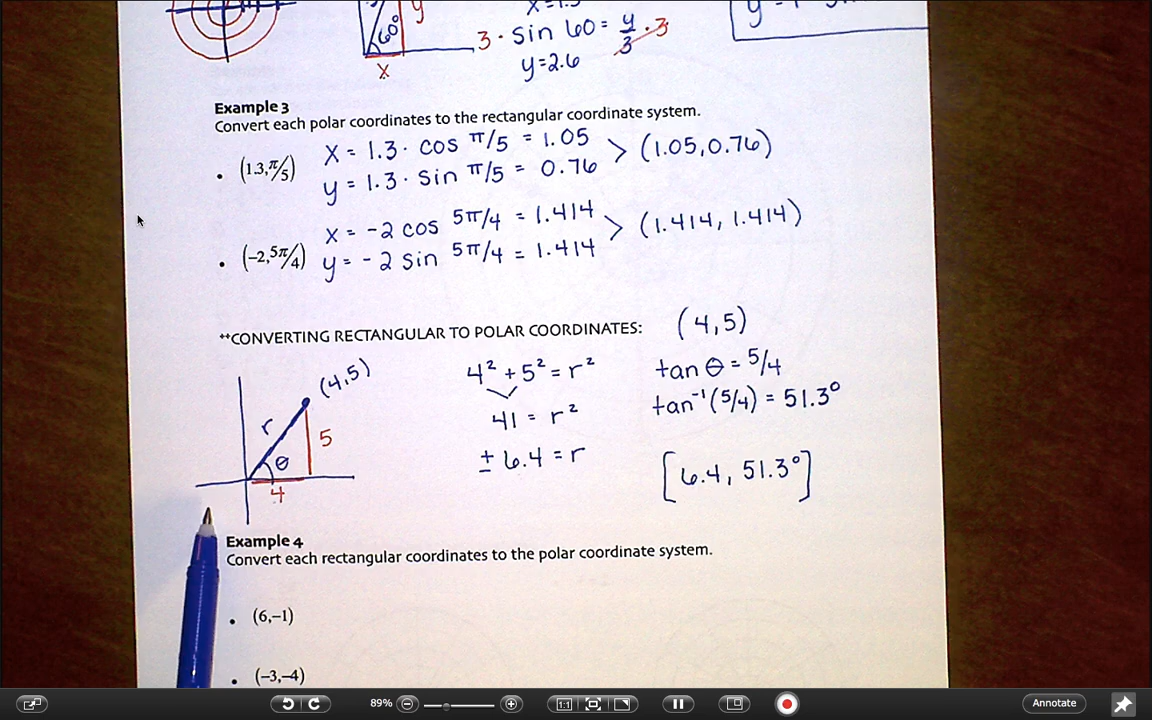 60°
y
x
3 · sin 60 = y/3 · 3
y=2.6
Example 3
Convert each polar coordinates to the rectangular coordinate system.
• (1.3,π/5) x = 1.3 · cos π/5 = 1.05 > (1.05, 0.76)
y = 1.3 · sin π/5 = 0.76
• (−2,5π/4) x = -2 cos 5π/4 = 1.414 > (1.414, 1.414)
y = -2 sin 5π/4 = 1.414
**CONVERTING RECTANGULAR TO POLAR COORDINATES: (4,5)
(4,5)
r
θ
5
4
4² + 5² = r²
41 = r²
± 6.4 = r
tan θ = 5/4
tan⁻¹(5/4) = 51.3°
[6.4, 51.3°]
Example 4
Convert each rectangular coordinates to the polar coordinate system.
• (6,−1)
• (−3,−4)
89%
1:1
Annotate